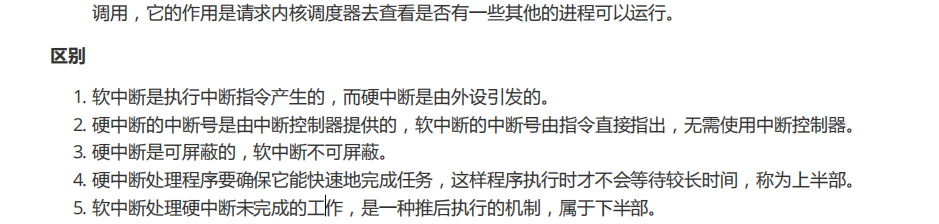 调用，它的作用是请求内核调度器去查看是否有一些其他的进程可以运行。
区别
1. 软中断是执行中断指令产生的，而硬中断是由外设引发的。
2. 硬中断的中断号是由中断控制器提供的，软中断的中断号由指令直接指出，无需使用中断控制器。
3. 硬中断是可屏蔽的，软中断不可屏蔽。
4. 硬中断处理程序要确保它能快速地完成任务，这样程序执行时才不会等待较长时间，称为上半部。
5. 软中断处理硬中断未完成的工作，是一种推后执行的机制，属于下半部。